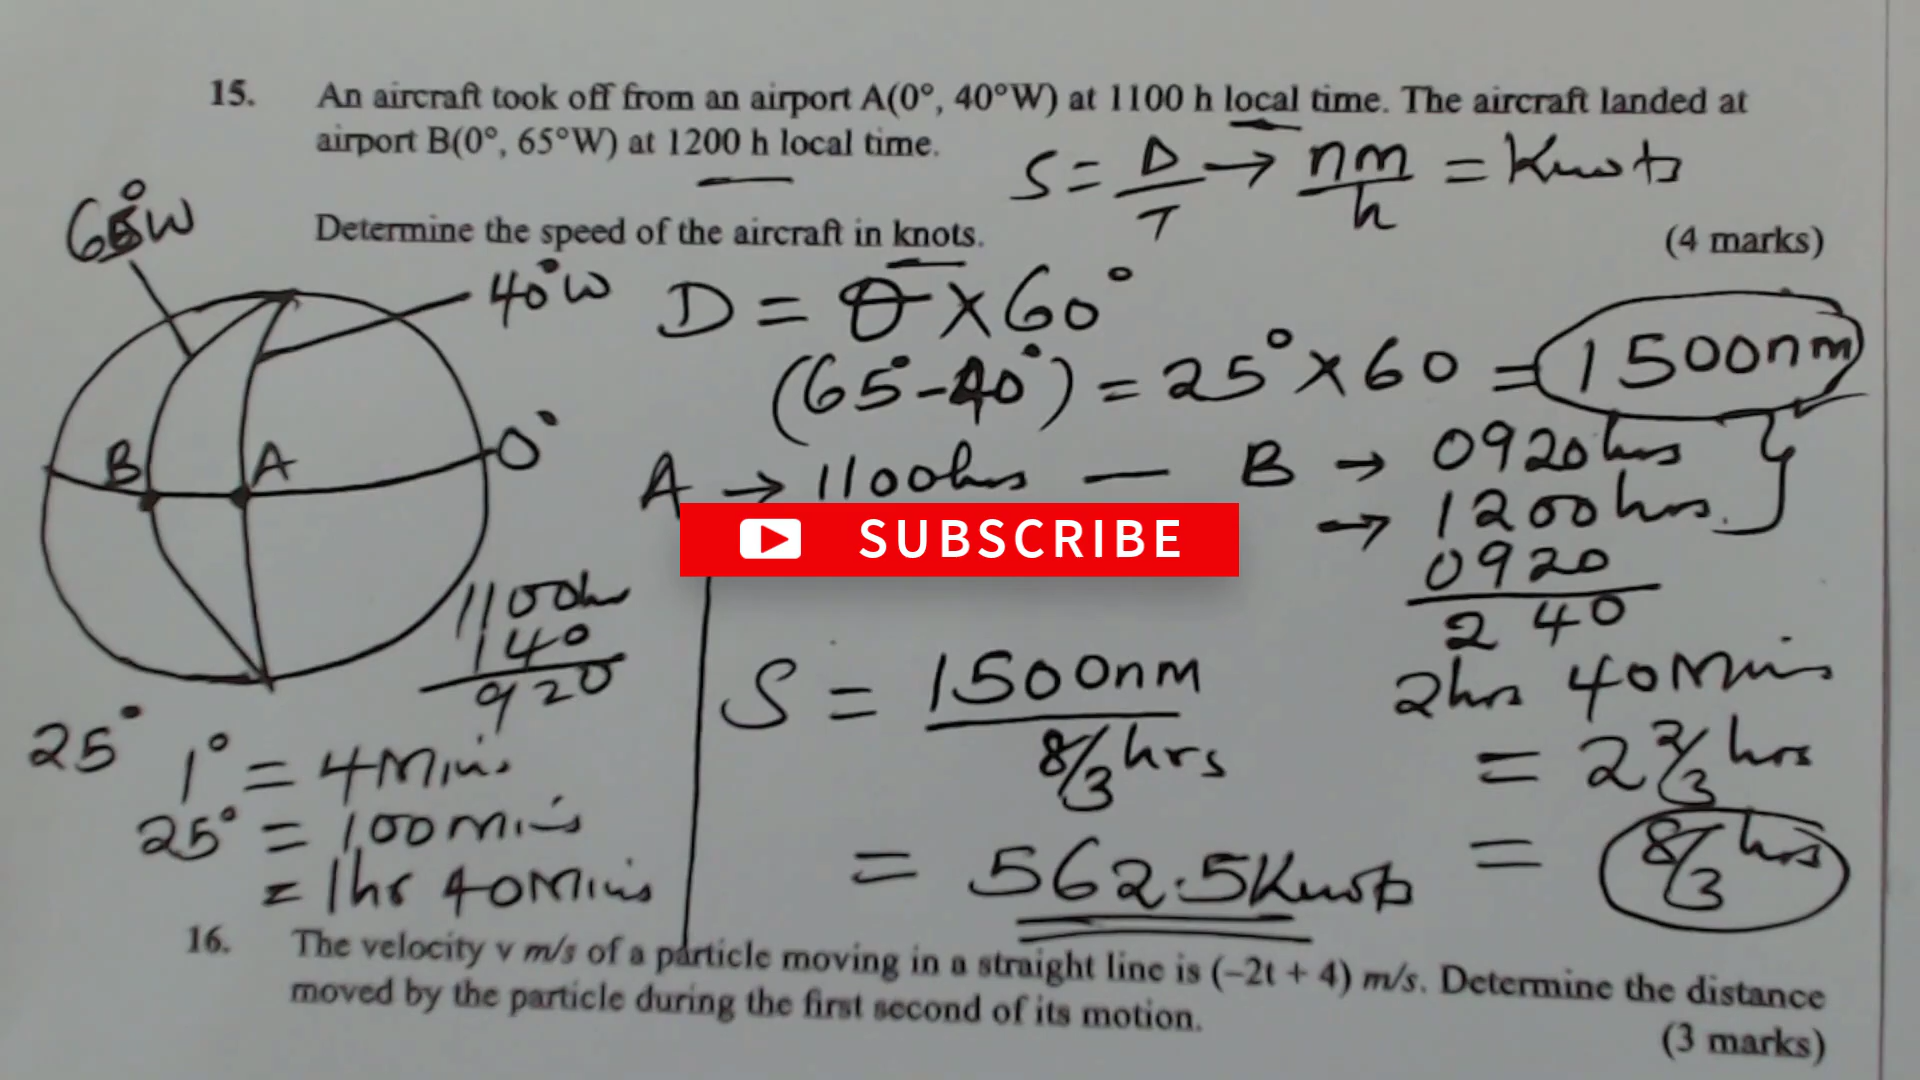 15. An aircraft took off from an airport A(0°, 40°W) at 1100 h local time. The aircraft landed at
airport B(0°, 65°W) at 1200 h local time.
S = D/T → nm/h = Knots
Determine the speed of the aircraft in knots.
(4 marks)
65°W
40°W
0°
B
A
D = θ × 60°
(65° - 40°) = 25° × 60 = 1500nm
A → 1100hrs — B → 0920hrs
→ 1200hrs
SUBSCRIBE
0920
2 40
2hrs 40Mins
= 2 2/3 hrs
= 8/3 hrs
1100hr
140
920
25°
1° = 4Mins
25° = 100Mins
= 1hr 40Mins
S = 1500nm
8/3 hrs
= 562.5Knots
16. The velocity v m/s of a particle moving in a straight line is (–2t + 4) m/s. Determine the distance
moved by the particle during the first second of its motion.
(3 marks)